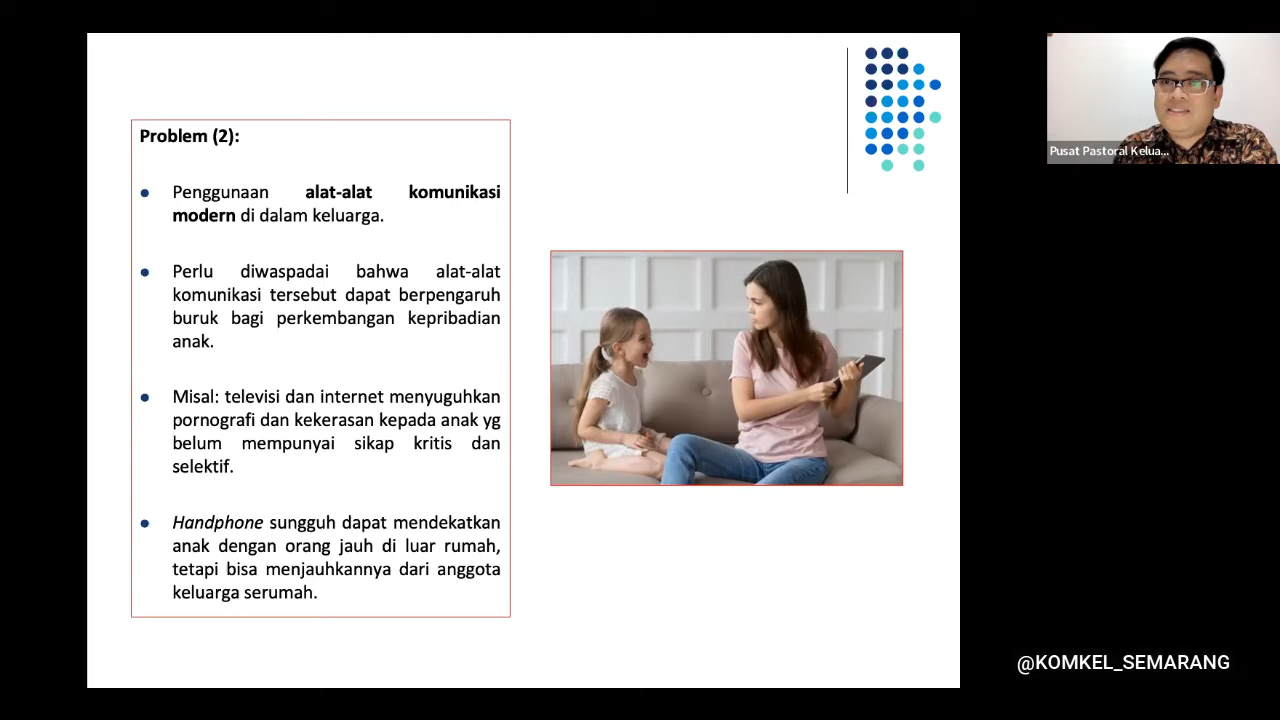 Problem (2):
Penggunaan alat-alat komunikasi
modern di dalam keluarga.
Perlu diwaspadai bahwa alat-alat
komunikasi tersebut dapat berpengaruh
buruk bagi perkembangan kepribadian
anak.
Misal: televisi dan internet menyuguhkan
pornografi dan kekerasan kepada anak yg
belum mempunyai sikap kritis dan
selektif.
Handphone sungguh dapat mendekatkan
anak dengan orang jauh di luar rumah,
tetapi bisa menjauhkannya dari anggota
keluarga serumah.
Pusat Pastoral Kelua...
@KOMKEL_SEMARANG